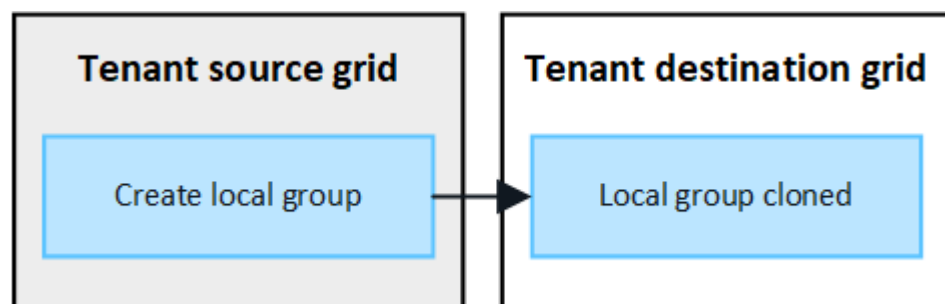 Tenant source grid
Tenant destination grid
Create local group
Local group cloned